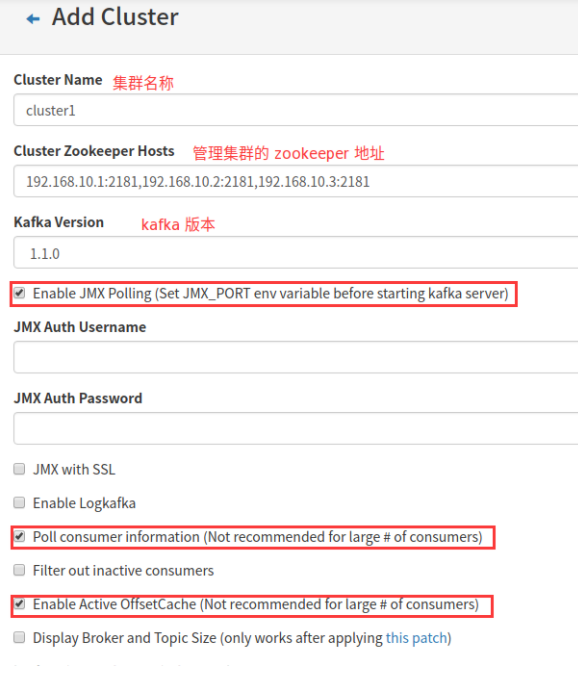 Add Cluster
Cluster Name 集群名称
cluster1
Cluster Zookeeper Hosts 管理集群的 zookeeper 地址
192.168.10.1:2181,192.168.10.2:2181,192.168.10.3:2181
Kafka Version kafka 版本
1.1.0
Enable JMX Polling (Set JMX_PORT env variable before starting kafka server)
JMX Auth Username
JMX Auth Password
JMX with SSL
Enable Logkafka
Poll consumer information (Not recommended for large # of consumers)
Filter out inactive consumers
Enable Active OffsetCache (Not recommended for large # of consumers)
Display Broker and Topic Size (only works after applying this patch)